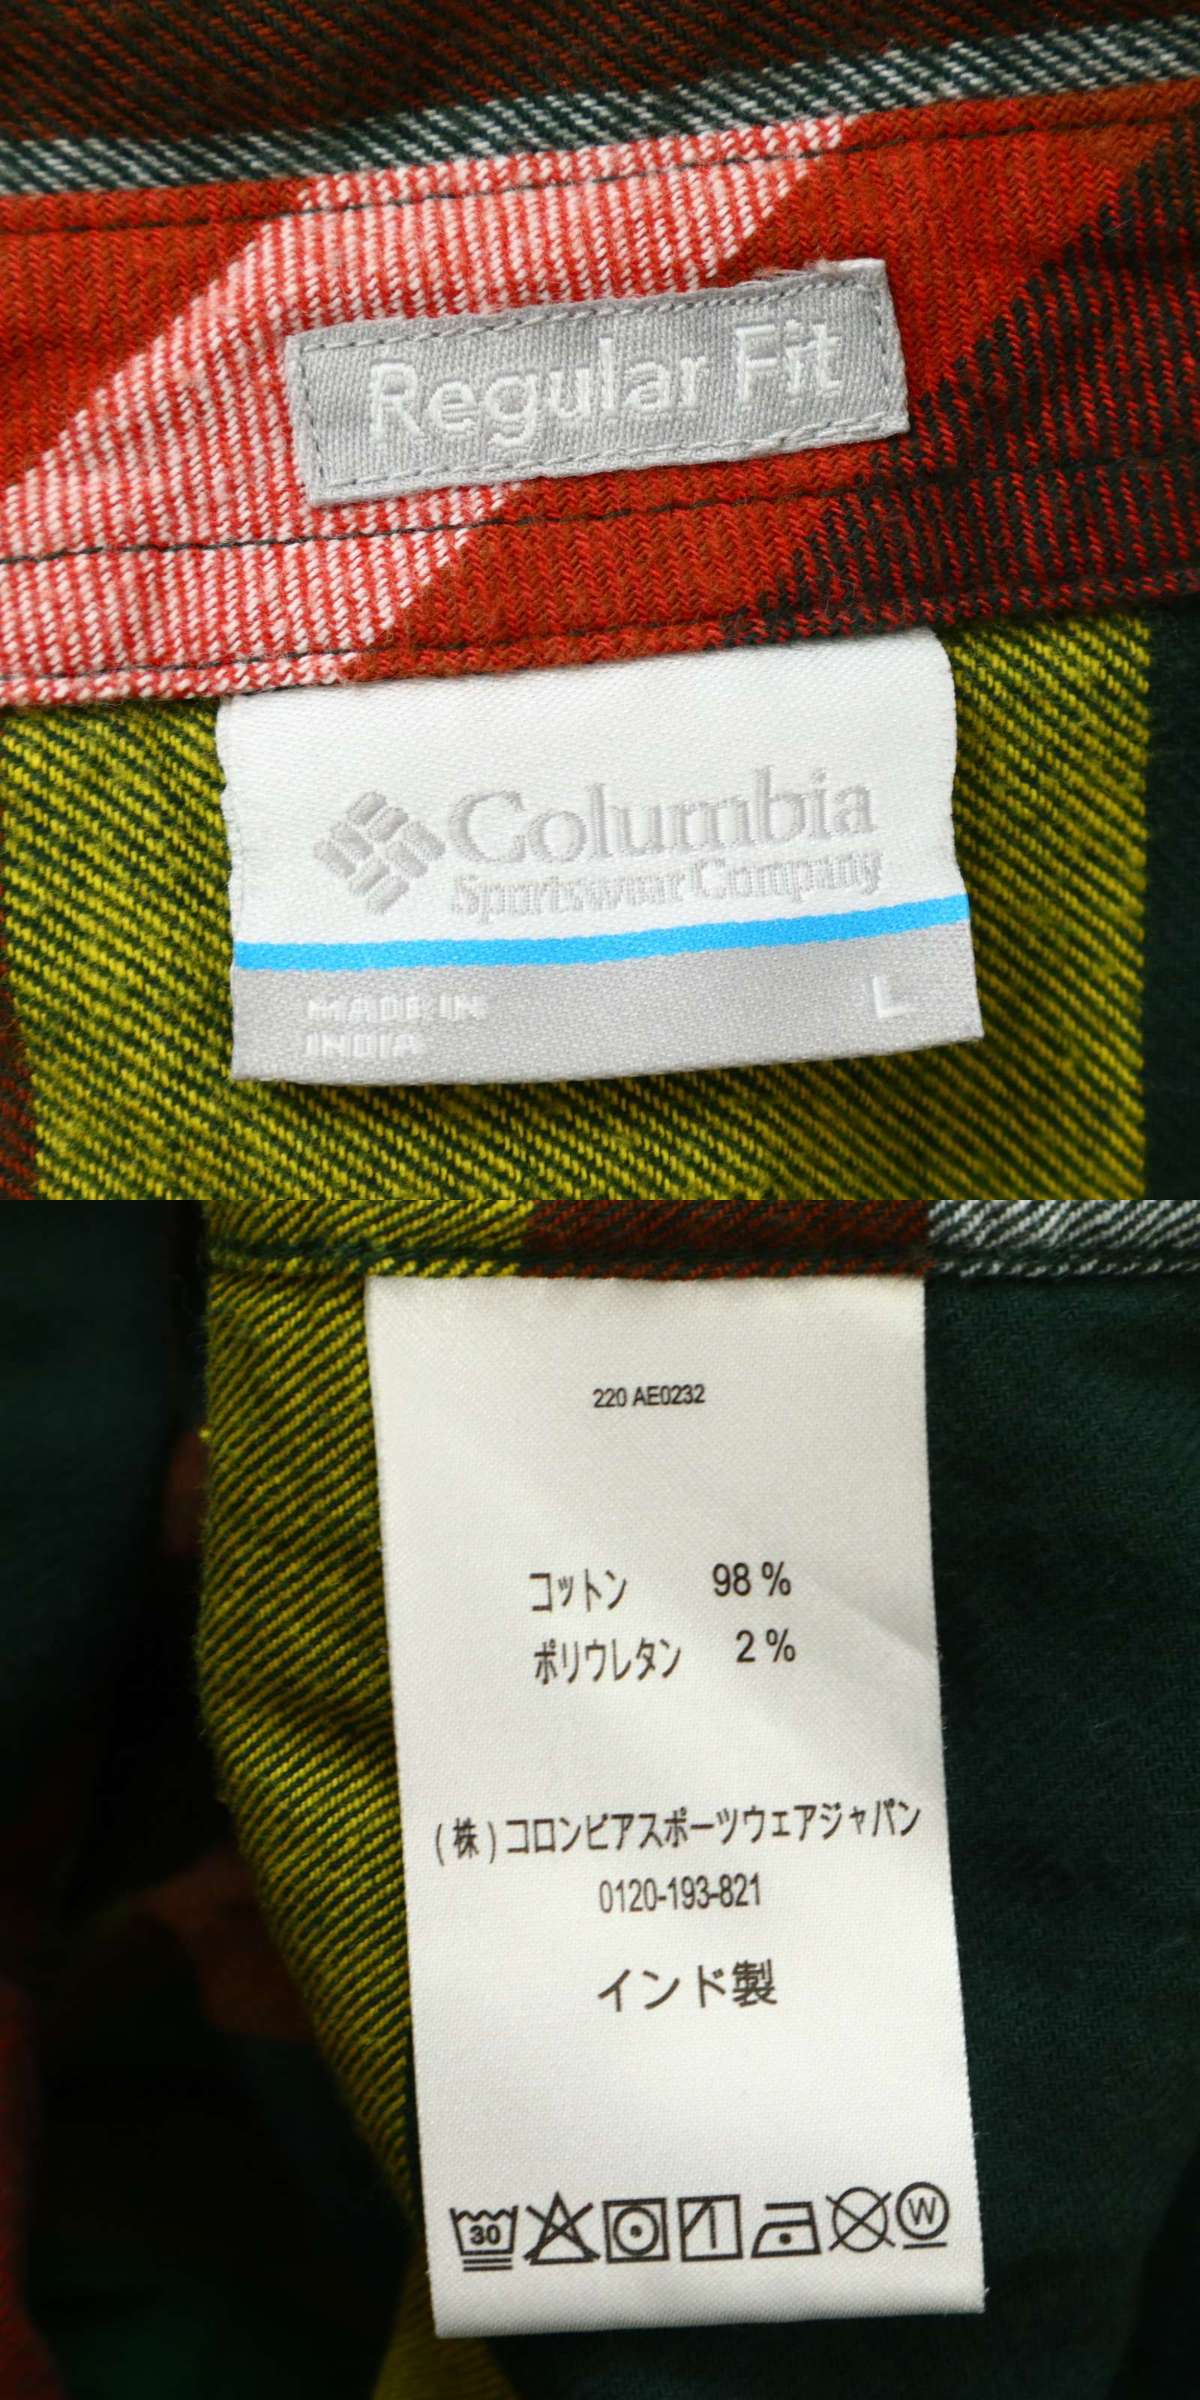 Regular Fit
Columbia
Sportswear Company
MADE IN
INDIA
L
220 AE0232
コットン 98 %
ポリウレタン 2 %
(株)コロンビアスポーツウェアジャパン
0120-193-821
インド製
30
W